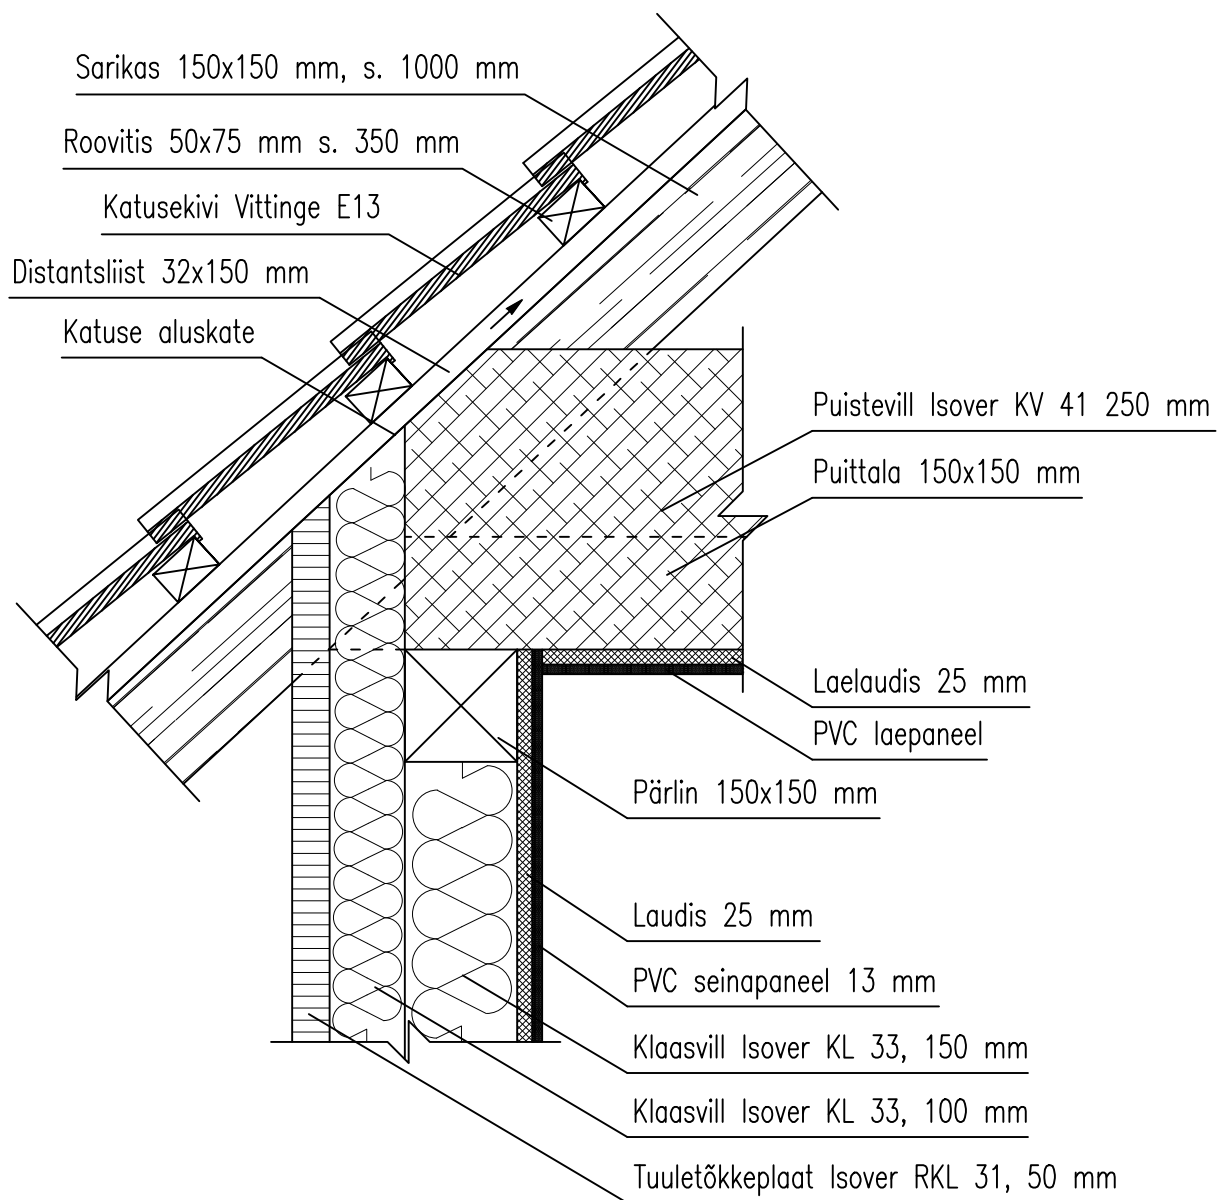 Sarikas 150x150 mm, s. 1000 mm
Roovitis 50x75 mm s. 350 mm
Katusekivi Vittinge E13
Distantsliist 32x150 mm
Katuse aluskate
Puistevill Isover KV 41 250 mm
Puittala 150x150 mm
Laelaudis 25 mm
PVC laepaneel
Pärlin 150x150 mm
Laudis 25 mm
PVC seinapaneel 13 mm
Klaasvill Isover KL 33, 150 mm
Klaasvill Isover KL 33, 100 mm
Tuuletõkkeplaat Isover RKL 31, 50 mm